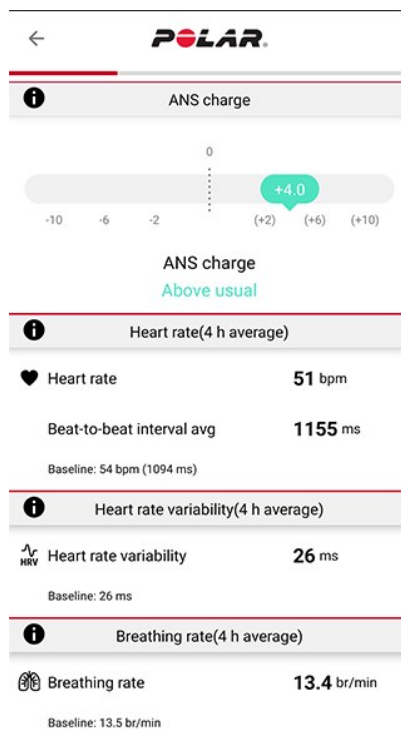 POLAR.
ANS charge
0
+4.0
-10 -6 -2 (+2) (+6) (+10)
ANS charge
Above usual
Heart rate(4 h average)
Heart rate 51 bpm
Beat-to-beat interval avg 1155 ms
Baseline: 54 bpm (1094 ms)
Heart rate variability(4 h average)
HRV Heart rate variability 26 ms
Baseline: 26 ms
Breathing rate(4 h average)
Breathing rate 13.4 br/min
Baseline: 13.5 br/min